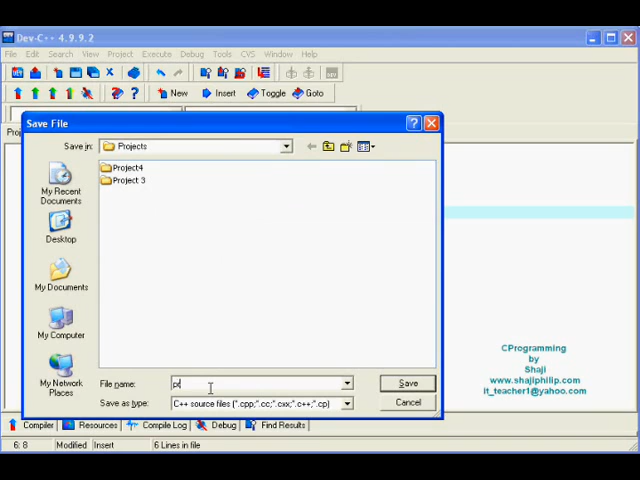 Dev-C++ 4.9.9.2
File Edit Search View Project Execute Debug Tools CVS Window Help
New Insert Toggle Goto
Save File
Save in: Projects
Project4
Project 3
My Recent
Documents
Desktop
My Documents
My Computer
My Network
Places
File name: pr
Save
Save as type: C++ source files (*.cpp;*.cc;*.cxx;*.c++;*.cp)
Cancel
CProgramming
by
Shaji
www.shajiphilip.com
it_teacher1@yahoo.com
Compiler Resources Compile Log Debug Find Results
6: 8 Modified Insert 6 Lines in file